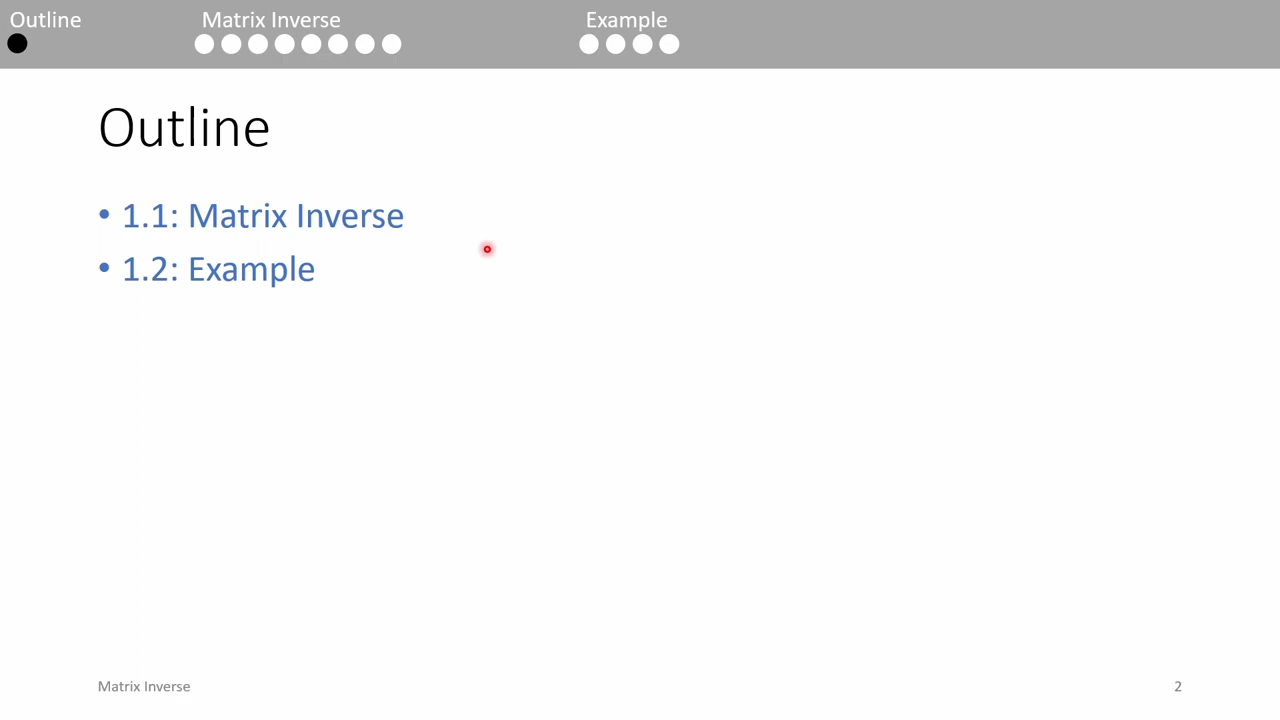 Outline Matrix Inverse Example
Outline
• 1.1: Matrix Inverse
• 1.2: Example
Matrix Inverse 2